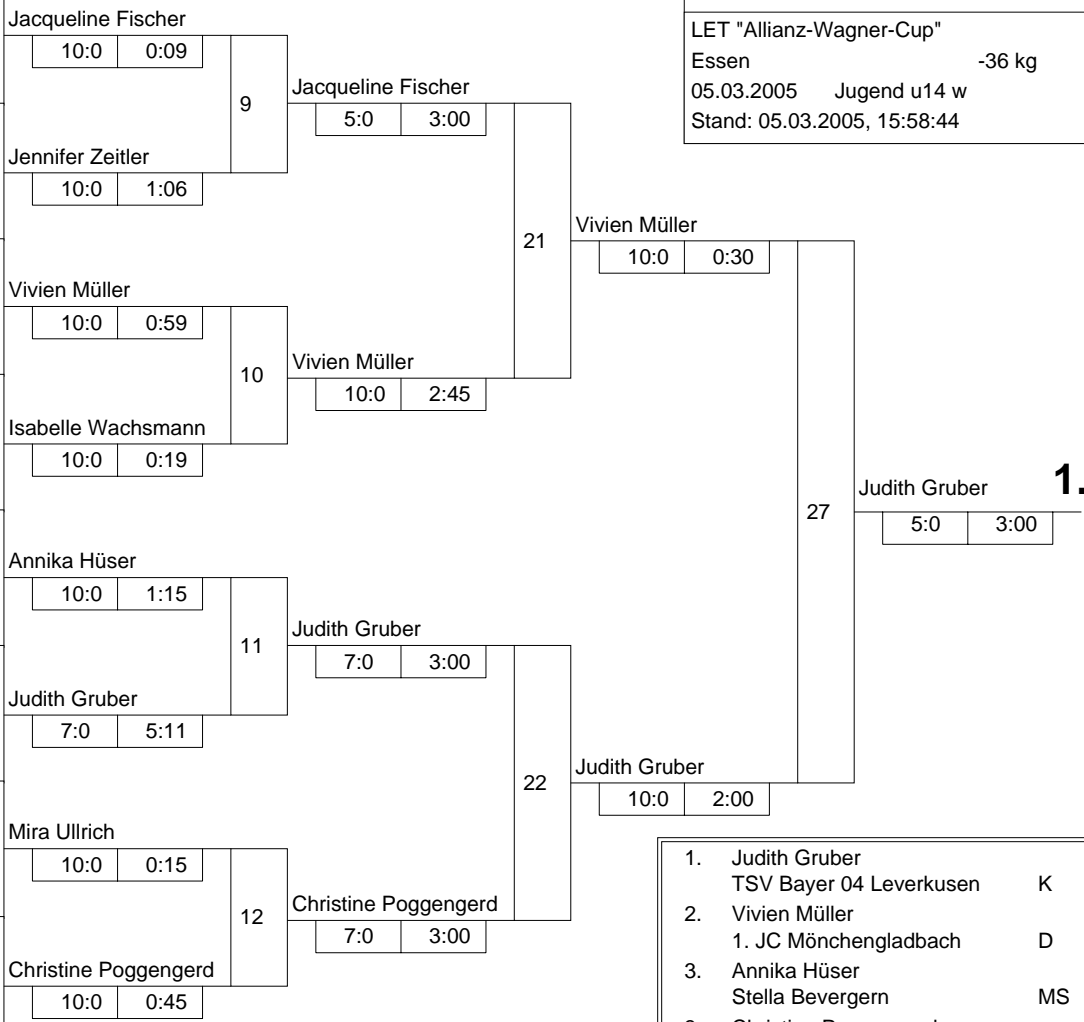 Jacqueline Fischer
10:0 0:09
9
Jennifer Zeitler
10:0 1:06
Vivien Müller
10:0 0:59
10
Isabelle Wachsmann
10:0 0:19
Annika Hüser
10:0 1:15
11
Judith Gruber
7:0 5:11
Mira Ullrich
10:0 0:15
12
Christine Poggengerd
10:0 0:45
Jacqueline Fischer
5:0 3:00
21
Vivien Müller
10:0 2:45
Judith Gruber
7:0 3:00
22
Christine Poggengerd
7:0 3:00
Vivien Müller
10:0 0:30
27
Judith Gruber
10:0 2:00
Judith Gruber 1.
5:0 3:00
LET "Allianz-Wagner-Cup"
Essen -36 kg
05.03.2005 Jugend u14 w
Stand: 05.03.2005, 15:58:44
1. Judith Gruber
TSV Bayer 04 Leverkusen K
2. Vivien Müller
1. JC Mönchengladbach D
3. Annika Hüser
Stella Bevergern MS